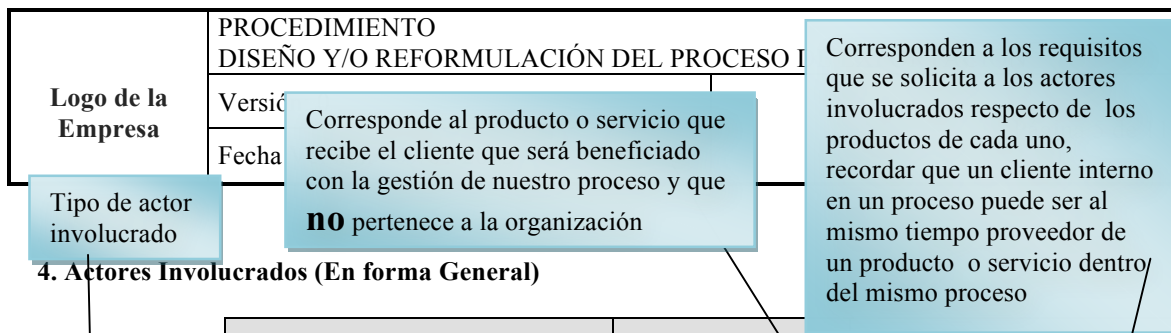 PROCEDIMIENTO
DISEÑO Y/O REFORMULACIÓN DEL PROCESO
Logo de la
Empresa
Fecha
Corresponde al producto o servicio que
recibe el cliente que será beneficiado
con la gestión de nuestro proceso y que
no pertenece a la organización
Corresponden a los requisitos
que se solicita a los actores
involucrados respecto de los
productos de cada uno,
recordar que un cliente interno
en un proceso puede ser al
mismo tiempo proveedor de
un producto o servicio dentro
del mismo proceso
Tipo de actor
involucrado
4. Actores Involucrados (En forma General)